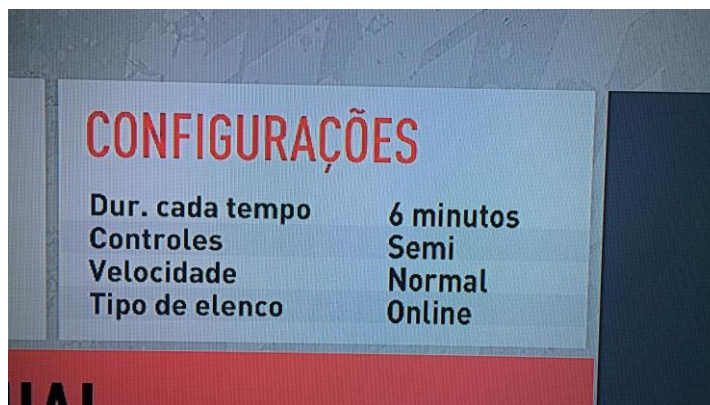 CONFIGURAÇÕES
Dur. cada tempo 6 minutos
Controles Semi
Velocidade Normal
Tipo de elenco Online